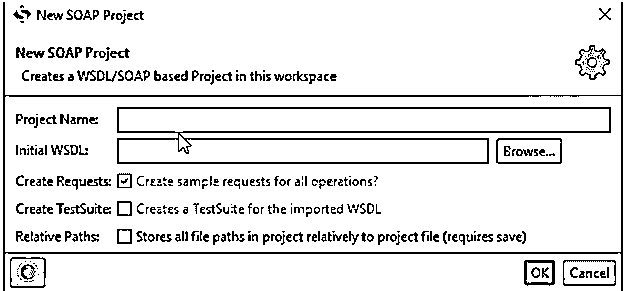 New SOAP Project
New SOAP Project
Creates a WSDL/SOAP based Project in this workspace
Project Name:
Initial WSDL: Browse...
Create Requests: Create sample requests for all operations?
Create TestSuite: Creates a TestSuite for the imported WSDL
Relative Paths: Stores all file paths in project relatively to project file (requires save)
OK Cancel